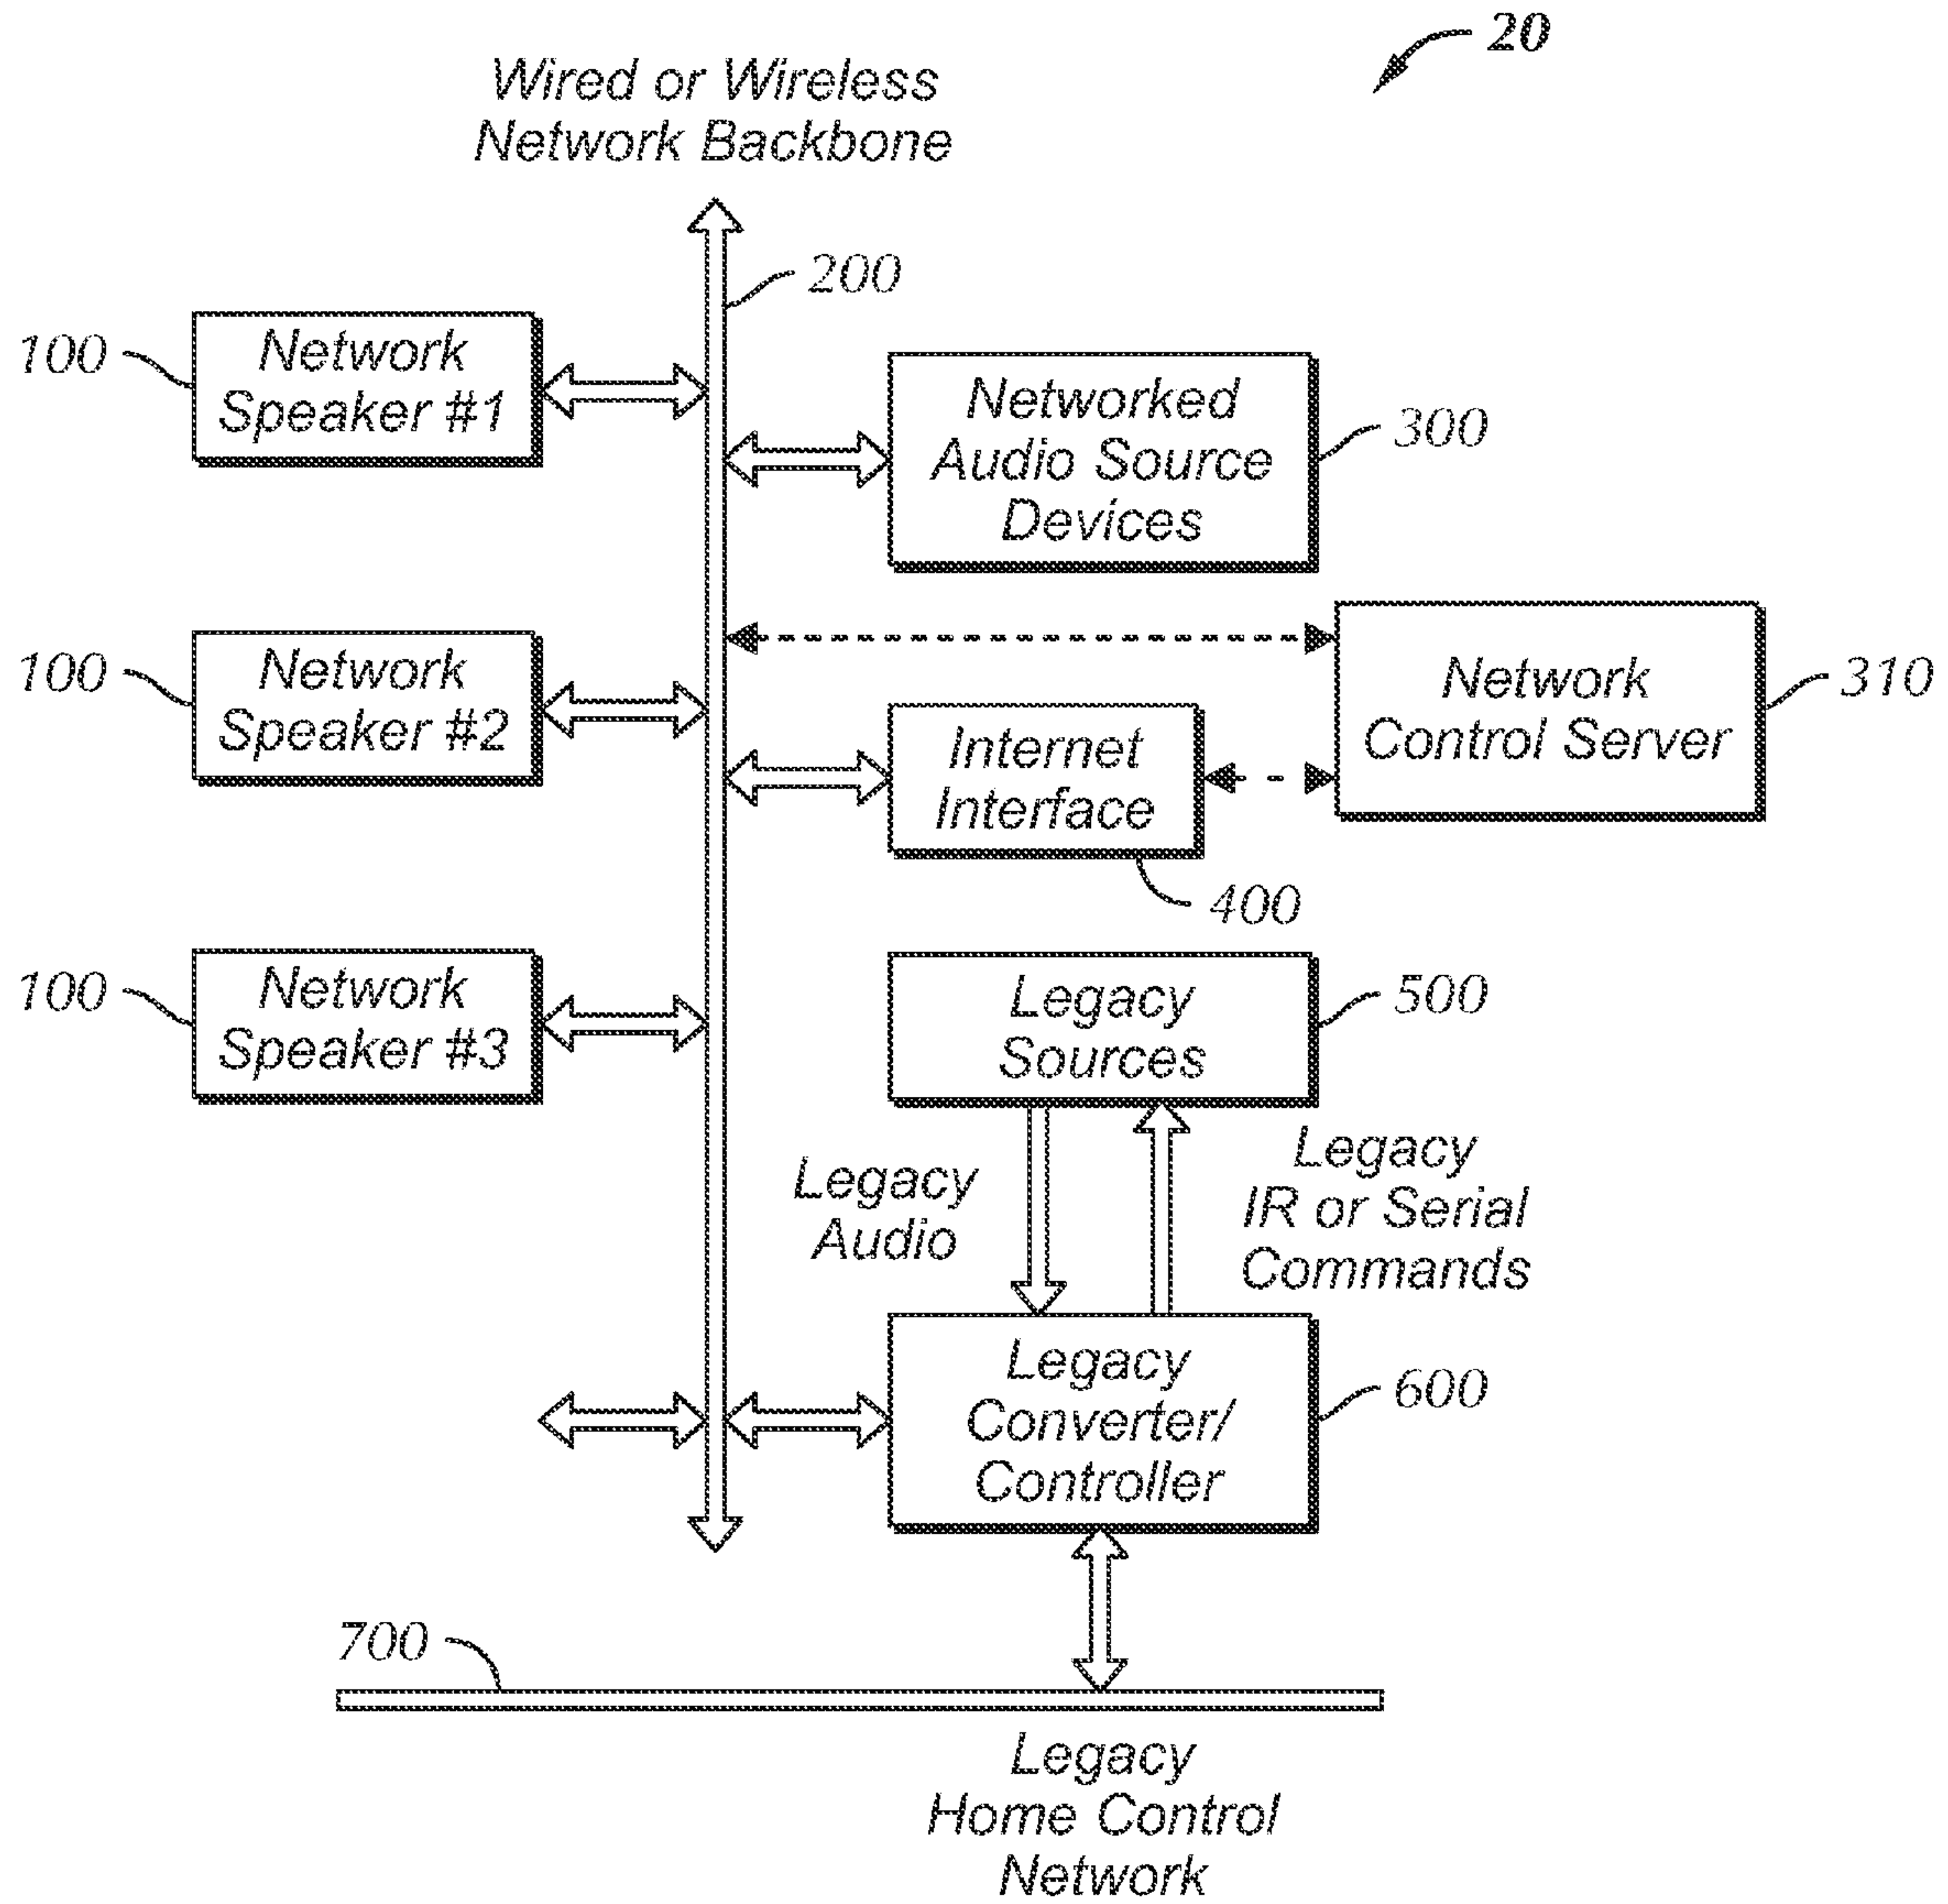 20
Wired or Wireless
Network Backbone
200
100
Network
Speaker #1
Networked
Audio Source
Devices
300
100
Network
Speaker #2
Network
Control Server
310
Internet
Interface
400
100
Network
Speaker #3
Legacy
Sources
500
Legacy
Audio
Legacy
IR or Serial
Commands
Legacy
Converter/
Controller
600
700
Legacy
Home Control
Network